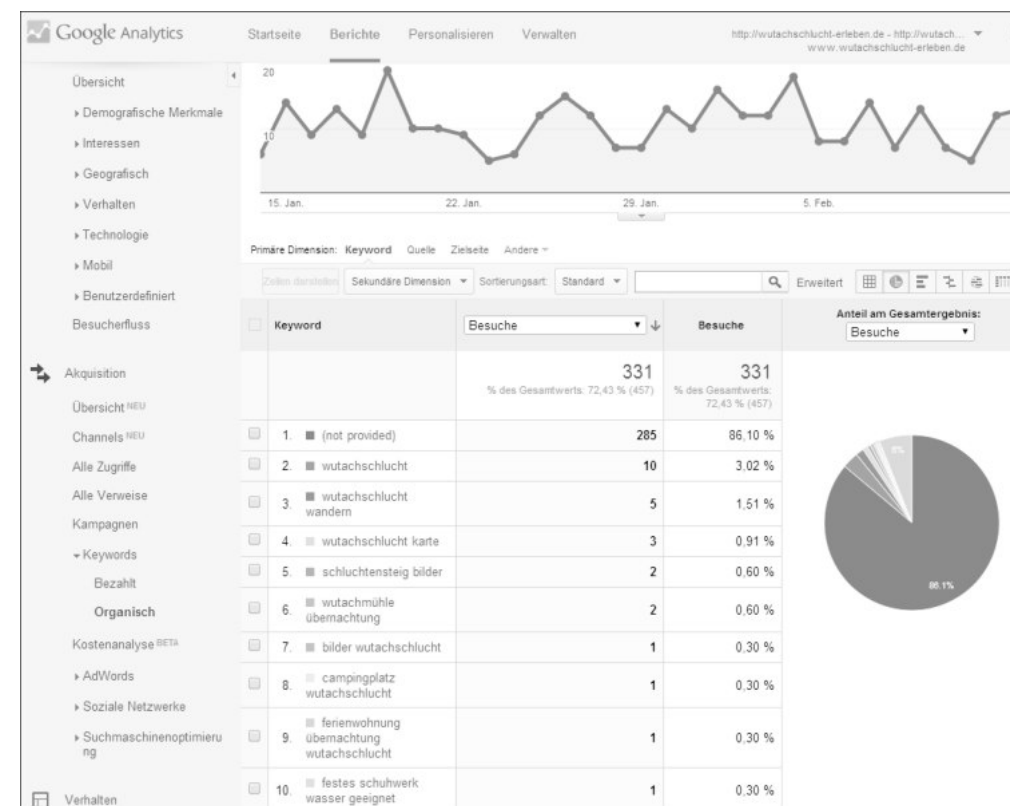 Google Analytics
Startseite Berichte Personalisieren Verwalten
http://wutachschlucht-erleben.de - http://wutach...
www.wutachschlucht-erleben.de
Übersicht
Demografische Merkmale
Interessen
Geografisch
Verhalten
Technologie
Mobil
Benutzerdefiniert
Besucherfluss
Akquisition
Übersicht NEU
Channels NEU
Alle Zugriffe
Alle Verweise
Kampagnen
Keywords
Bezahlt
Organisch
Kostenanalyse BETA
AdWords
Soziale Netzwerke
Suchmaschinenoptimieru
ng
Verhalten
20
10
15. Jan. 22. Jan. 29. Jan. 5. Feb.
Primäre Dimension: Keyword Quelle Zielseite Andere
Zeilen darstellen Sekundäre Dimension Sortierungsart: Standard Erweitert
Keyword Besuche Besuche
Anteil am Gesamtergebnis:
Besuche
331 331
% des Gesamtwerts: 72,43 % (457) % des Gesamtwerts:
72,43 % (457)
1. (not provided) 285 86,10 %
2. wutachschlucht 10 3,02 %
3. wutachschlucht
wandern 5 1,51 %
4. wutachschlucht karte 3 0,91 %
5. schluchtensteig bilder 2 0,60 %
6. wutachmühle
übernachtung 2 0,60 %
7. bilder wutachschlucht 1 0,30 %
8. campingplatz
wutachschlucht 1 0,30 %
9. ferienwohnung
übernachtung
wutachschlucht 1 0,30 %
10. festes schuhwerk
wasser geeignet 1 0,30 %
86.1%